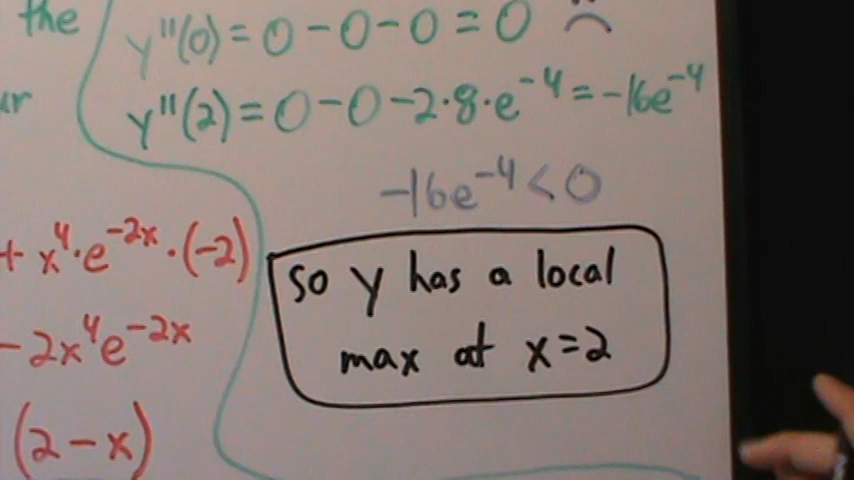 the
y''(0) = 0 - 0 - 0 = 0
y''(2) = 0 - 0 - 2·8·e^-4 = -16e^-4
-16e^-4 < 0
+ x^4·e^-2x·(-2)
- 2x^4e^-2x
(2-x)
so y has a local
max at x=2